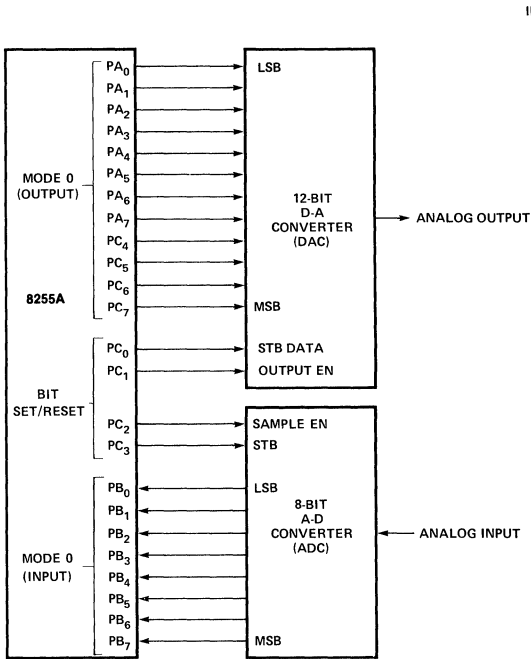 PA0
LSB
PA1
PA2
PA3
PA4
PA5
PA6
PA7
PC4
PC5
PC6
PC7
MSB
MODE 0
(OUTPUT)
8255A
12-BIT
D-A
CONVERTER
(DAC)
ANALOG OUTPUT
PC0
STB DATA
PC1
OUTPUT EN
BIT
SET/RESET
PC2
SAMPLE EN
PC3
STB
PB0
LSB
PB1
PB2
PB3
PB4
PB5
PB6
PB7
MSB
MODE 0
(INPUT)
8-BIT
A-D
CONVERTER
(ADC)
ANALOG INPUT